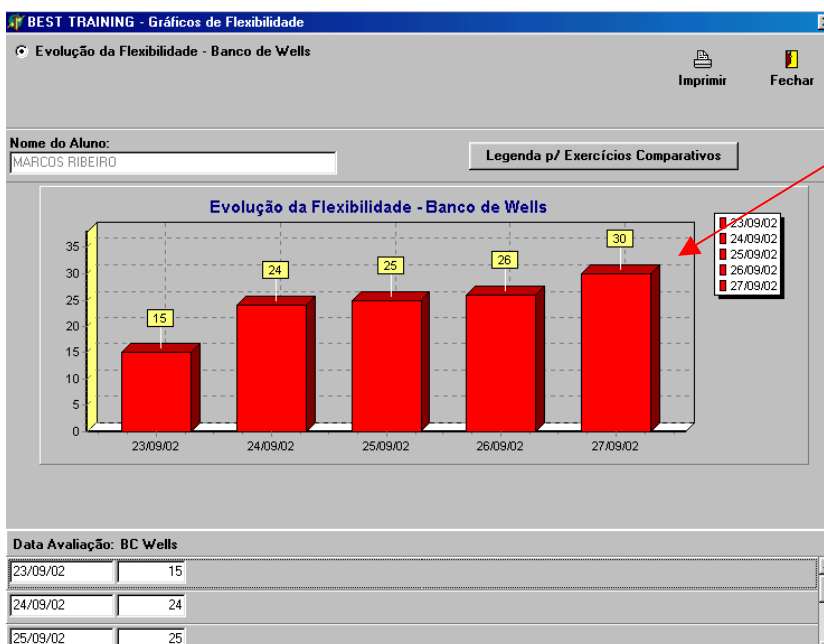 BEST TRAINING - Gráficos de Flexibilidade
Evolução da Flexibilidade - Banco de Wells
Imprimir Fechar
Nome do Aluno:
MARCOS RIBEIRO
Legenda p/ Exercícios Comparativos
Evolução da Flexibilidade - Banco de Wells
35
30
25
20
15
10
5
0
15
24
25
26
30
23/09/02 24/09/02 25/09/02 26/09/02 27/09/02
23/09/02
24/09/02
25/09/02
26/09/02
27/09/02
Data Avaliação: BC Wells
23/09/02 15
24/09/02 24
25/09/02 25